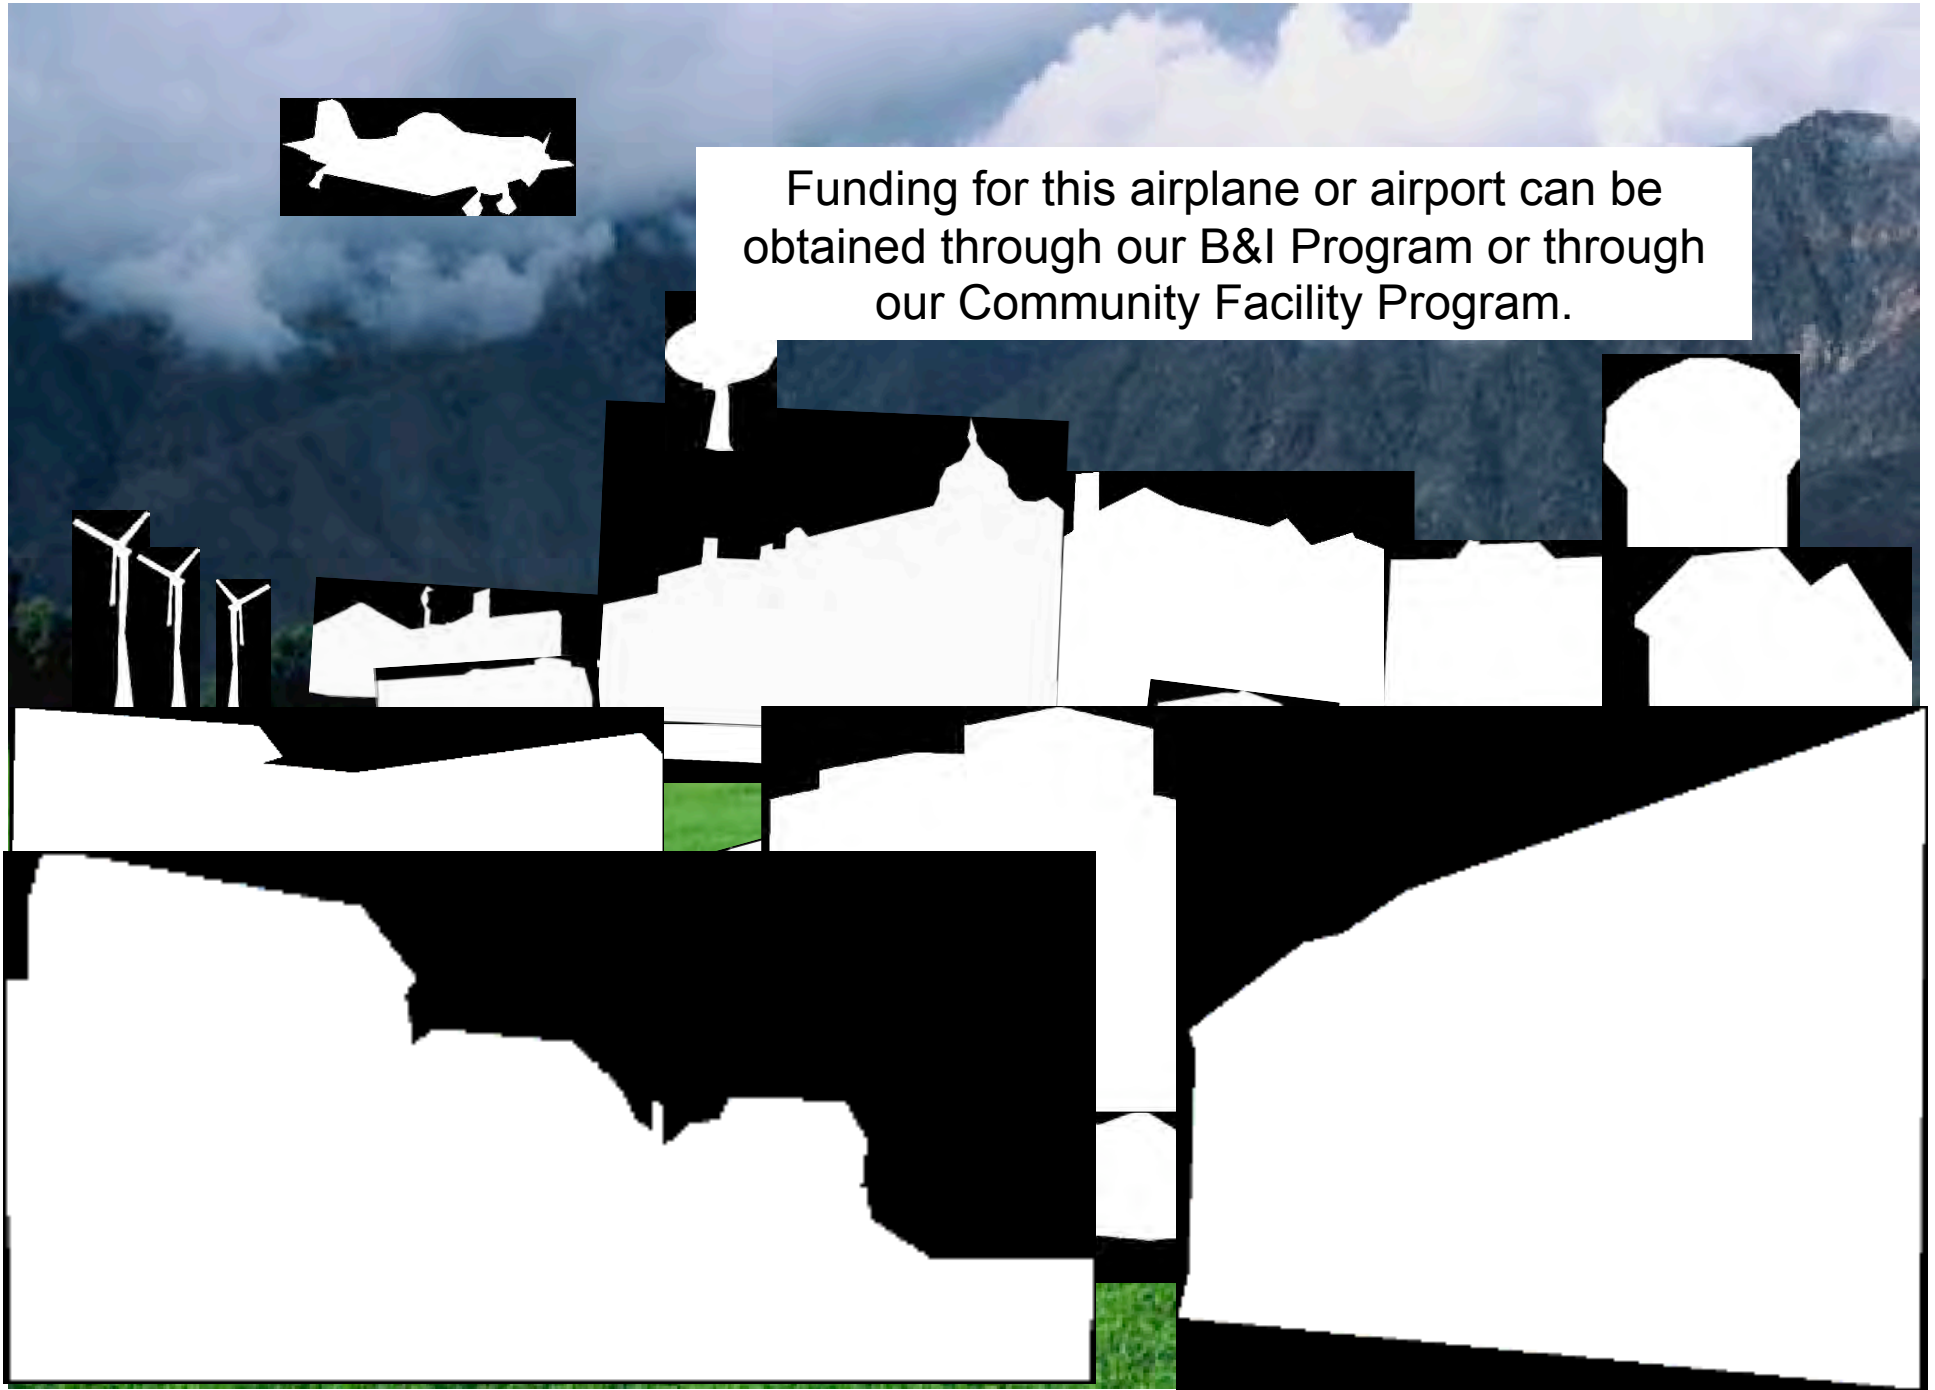 Funding for this airplane or airport can be
obtained through our B&I Program or through
our Community Facility Program.